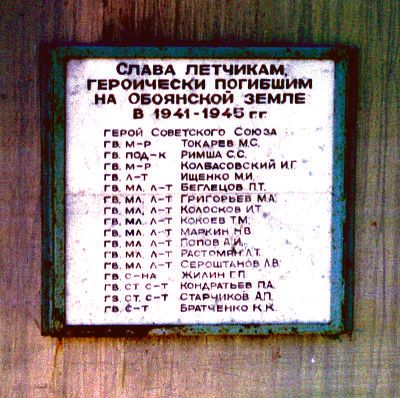 СЛАВА ЛЕТЧИКАМ,
ГЕРОИЧЕСКИ ПОГИБШИМ
НА ОБОЯНСКОЙ ЗЕМЛЕ
В 1941-1945 г.г.
ГЕРОЙ СОВЕТСКОГО СОЮЗА
ГВ. М-Р ТОКАРЕВ М.С.
ГВ. ПОД-К РИМША С.С.
ГВ. М-Р КОЛБАСОВСКИЙ И.Г.
ГВ. Л-Т ИЩЕНКО М.И.
ГВ. МЛ. Л-Т БЕГЛЕЦОВ П.Т.
ГВ. МЛ. Л-Т ГРИГОРЬЕВ М.А.
ГВ. МЛ. Л-Т КОЛОСКОВ И.Т.
ГВ. МЛ. Л-Т КОКОЕВ Т.М.
ГВ. МЛ. Л-Т МАРКИН Н.В.
ГВ. МЛ. Л-Т ПОПОВ А.И.
ГВ. МЛ. Л-Т РАСТОМЯН Л.Т.
ГВ. МЛ. Л-Т СЕРОШТАНОВ Л.В.
ГВ. С-НА ЖИЛИН Г.П.
ГВ. СТ. С-Т КОНДРАТЬЕВ П.А.
ГВ. СТ. С-Т СТАРЧИКОВ А.П.
ГВ. С-Т БРАТЧЕНКО К.К.